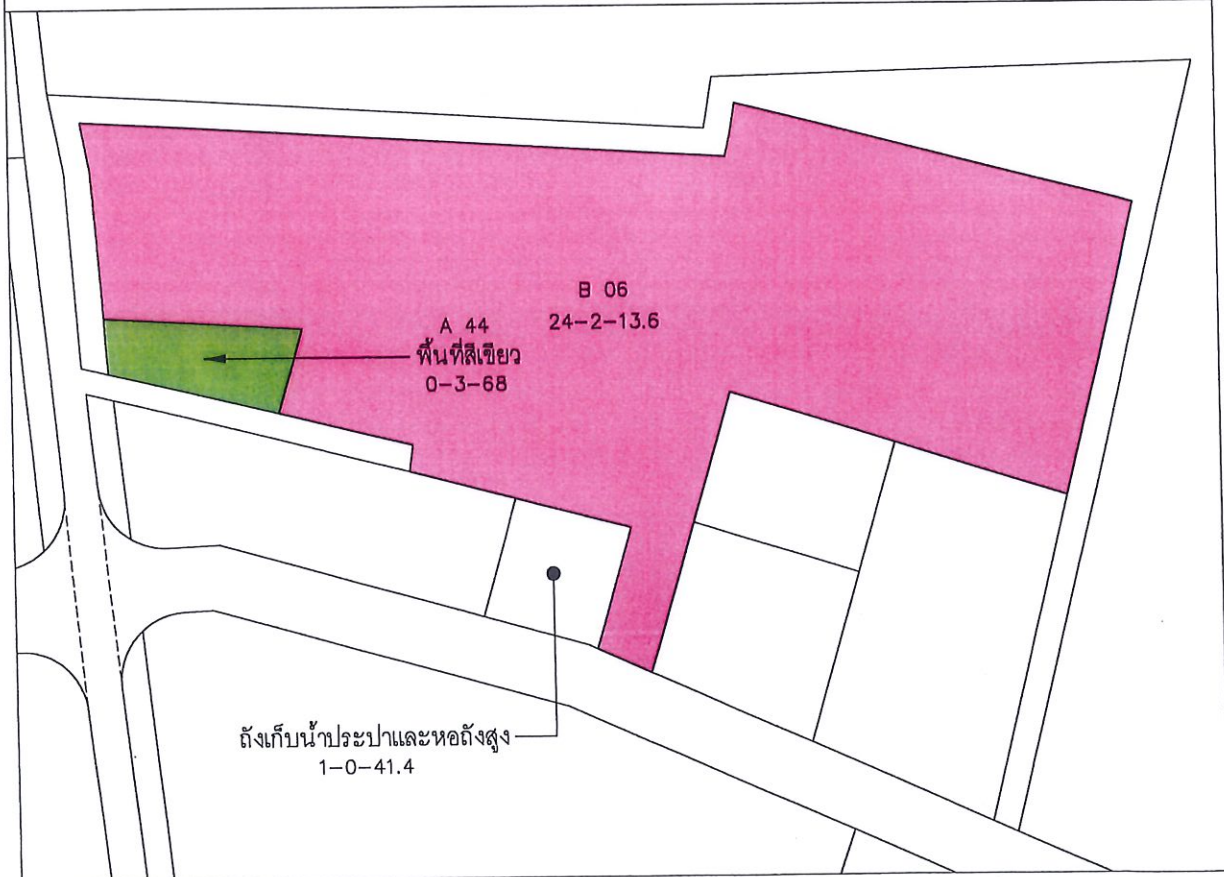 B 06
24-2-13.6
A 44
พื้นที่สีเขียว
0-3-68
ถังเก็บน้ำประปาและหอถังสูง
1-0-41.4